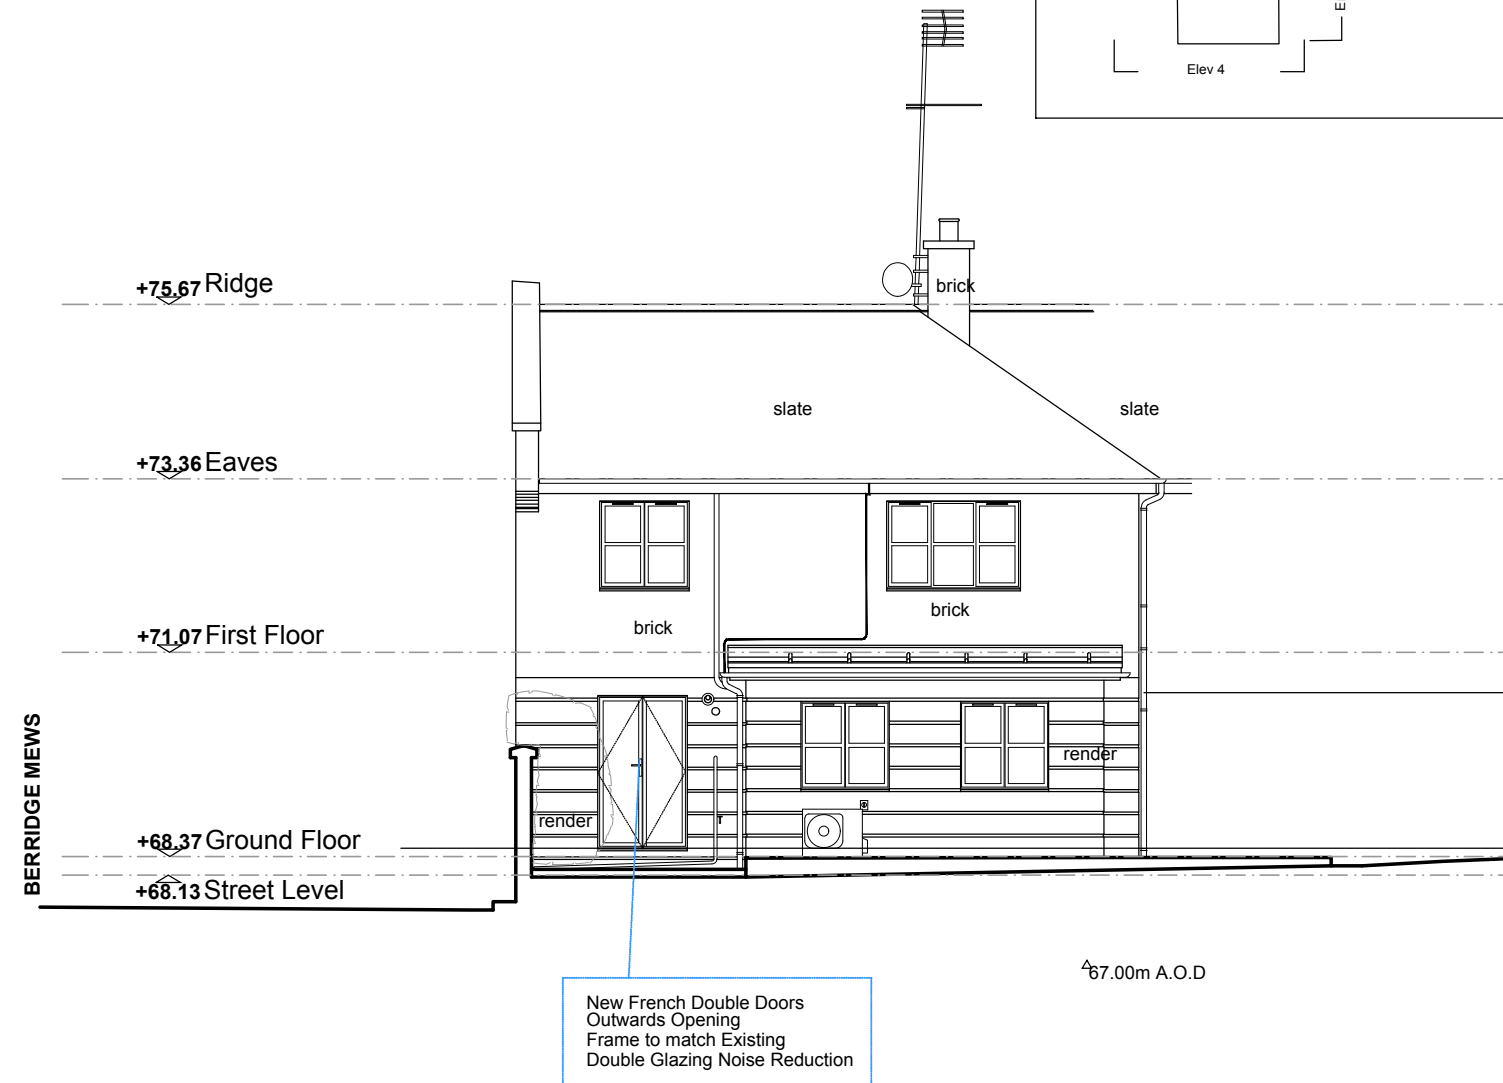 E
Elev 4
+75.67 Ridge
brick
slate
slate
+73.36 Eaves
brick
brick
+71.07 First Floor
render
render
T
+68.37 Ground Floor
+68.13 Street Level
BERRIDGE MEWS
67.00m A.O.D
New French Double Doors
Outwards Opening
Frame to match Existing
Double Glazing Noise Reduction